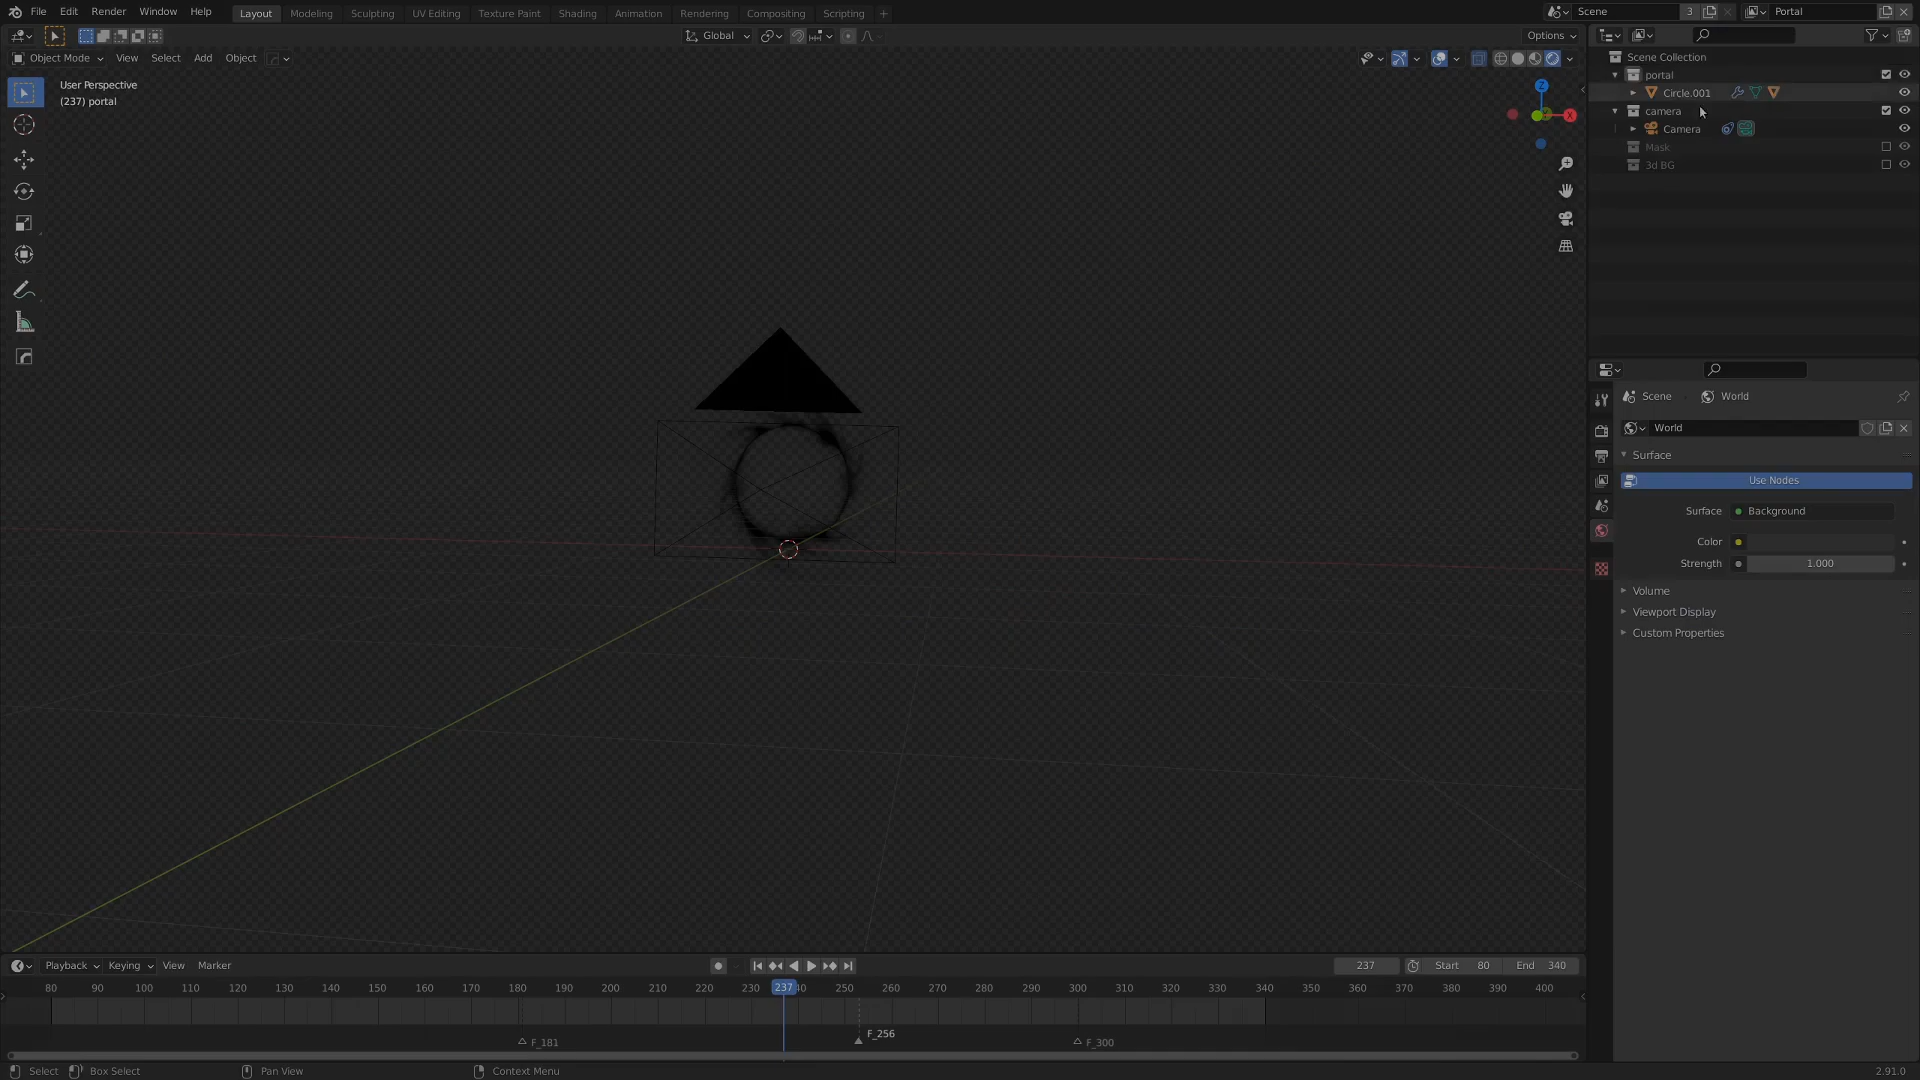 File Edit Render Window Help Layout Modeling Sculpting UV Editing Texture Paint Shading Animation Rendering Compositing Scripting + Scene 3 Portal
Global Options
Object Mode View Select Add Object
User Perspective
(237) portal
Z
X
Scene Collection
portal
Circle.001
camera
Camera
Mask
3d BG
Scene World
World
Surface
Use Nodes
Surface Background
Color
Strength 1.000
Volume
Viewport Display
Custom Properties
Playback Keying View Marker 237 Start 80 End 340
80 90 100 110 120 130 140 150 160 170 180 190 200 210 220 230 237 40 250 260 270 280 290 300 310 320 330 340 350 360 370 380 390 400
F_256
F_181 F_300
Select Box Select Pan View Context Menu 2.91.0